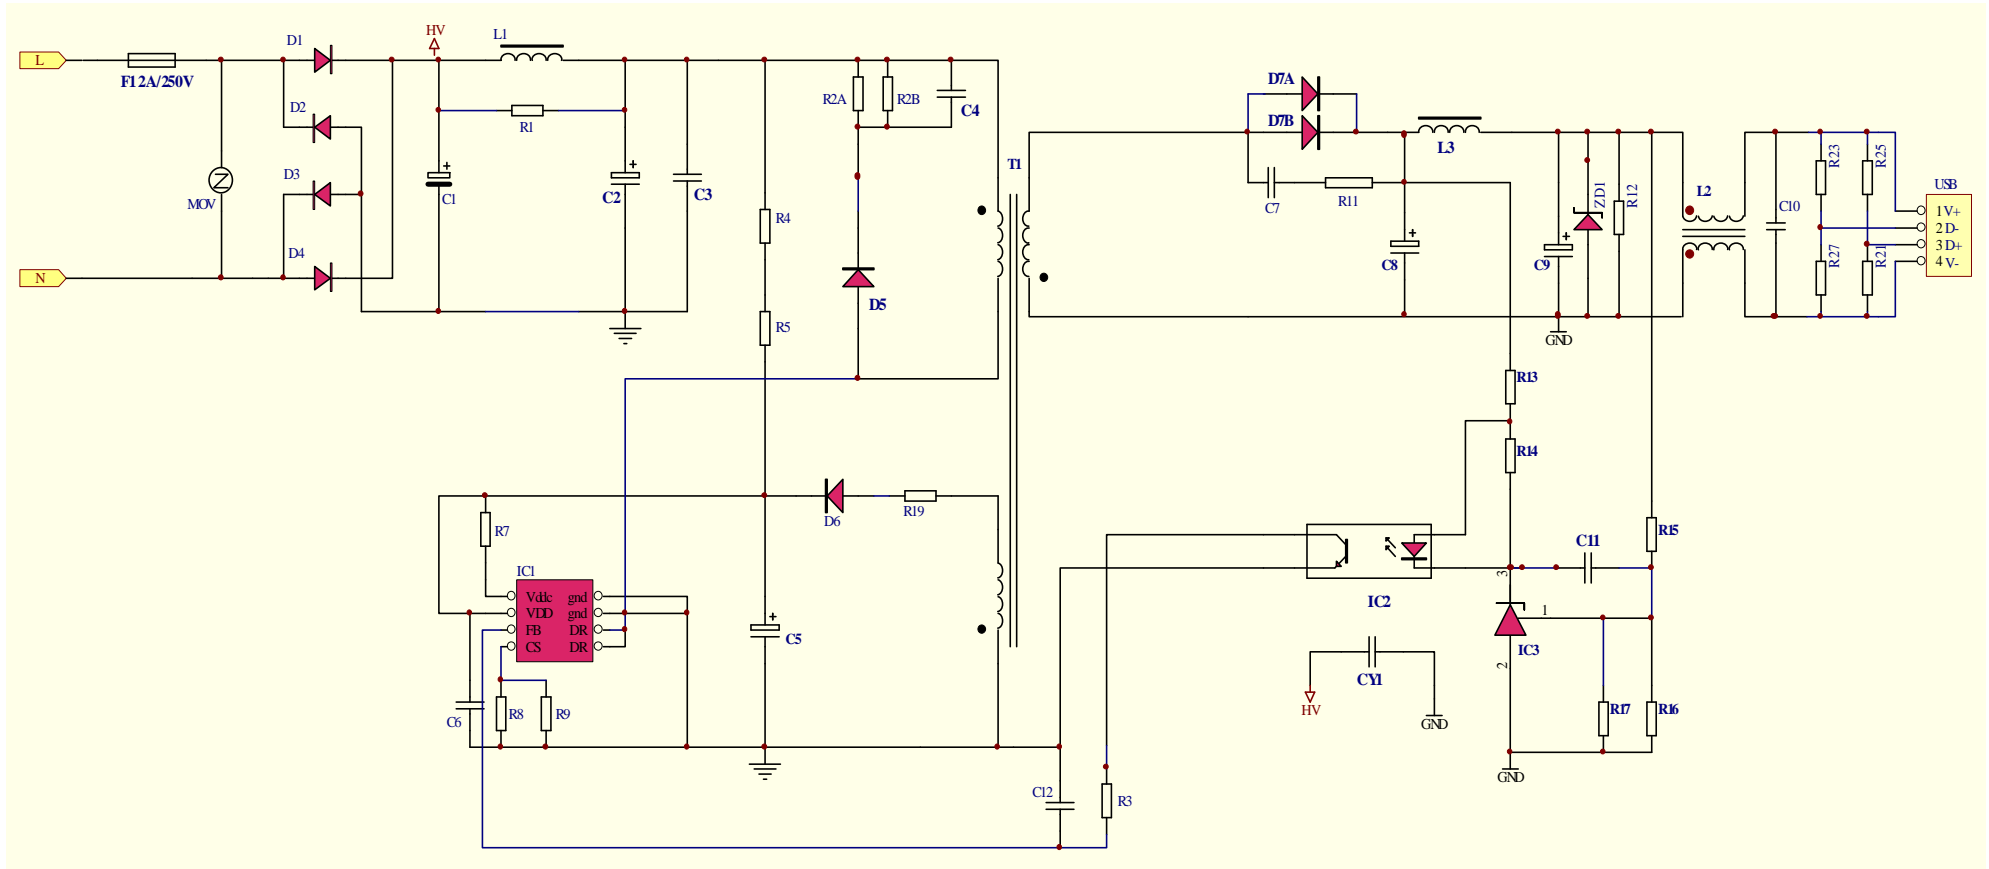 L
F1 2A/250V
D1
D2
D3
D4
MOV
N
HV
L1
R1
C1
C2
C3
R4
R5
R2A
R2B
C4
D5
T1
D7A
D7B
C7
R11
L3
C8
C9
ZD1
R12
GND
L2
C10
R23
R25
R27
R21
USB
1 V+
2 D-
3 D+
4 V-
R13
R14
R15
C11
IC2
3
1
2
IC3
R17
R16
GND
CY1
HV
GND
D6
R19
R7
IC1
Vddc gnd
VDD gnd
FB DR
CS DR
C5
C6
R8
R9
C12
R3